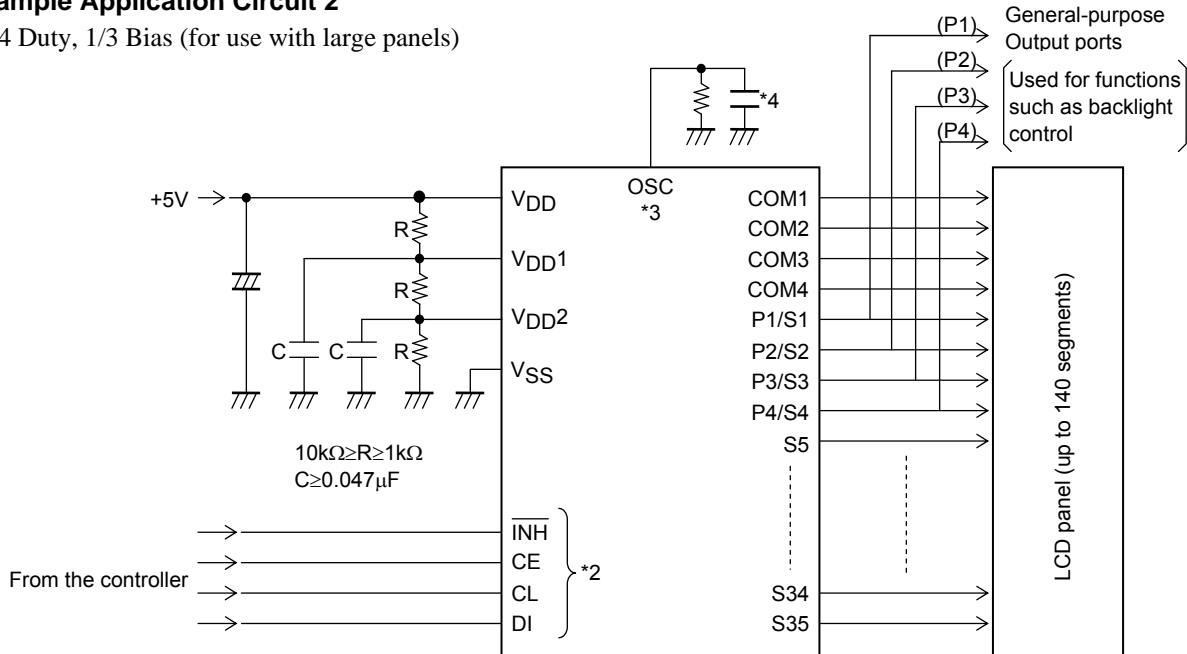 ample Application Circuit 2
4 Duty, 1/3 Bias (for use with large panels)
(P1)
General-purpose
Output ports
(P2)
(P3)
(P4)
Used for functions
such as backlight
control
*4
+5V
VDD
OSC
*3
COM1
R
COM2
VDD1
COM3
R
COM4
VDD2
P1/S1
C
C
R
P2/S2
VSS
P3/S3
P4/S4
S5
10kΩ≥R≥1kΩ
C≥0.047μF
LCD panel (up to 140 segments)
INH
From the controller
CE
*2
CL
S34
DI
S35